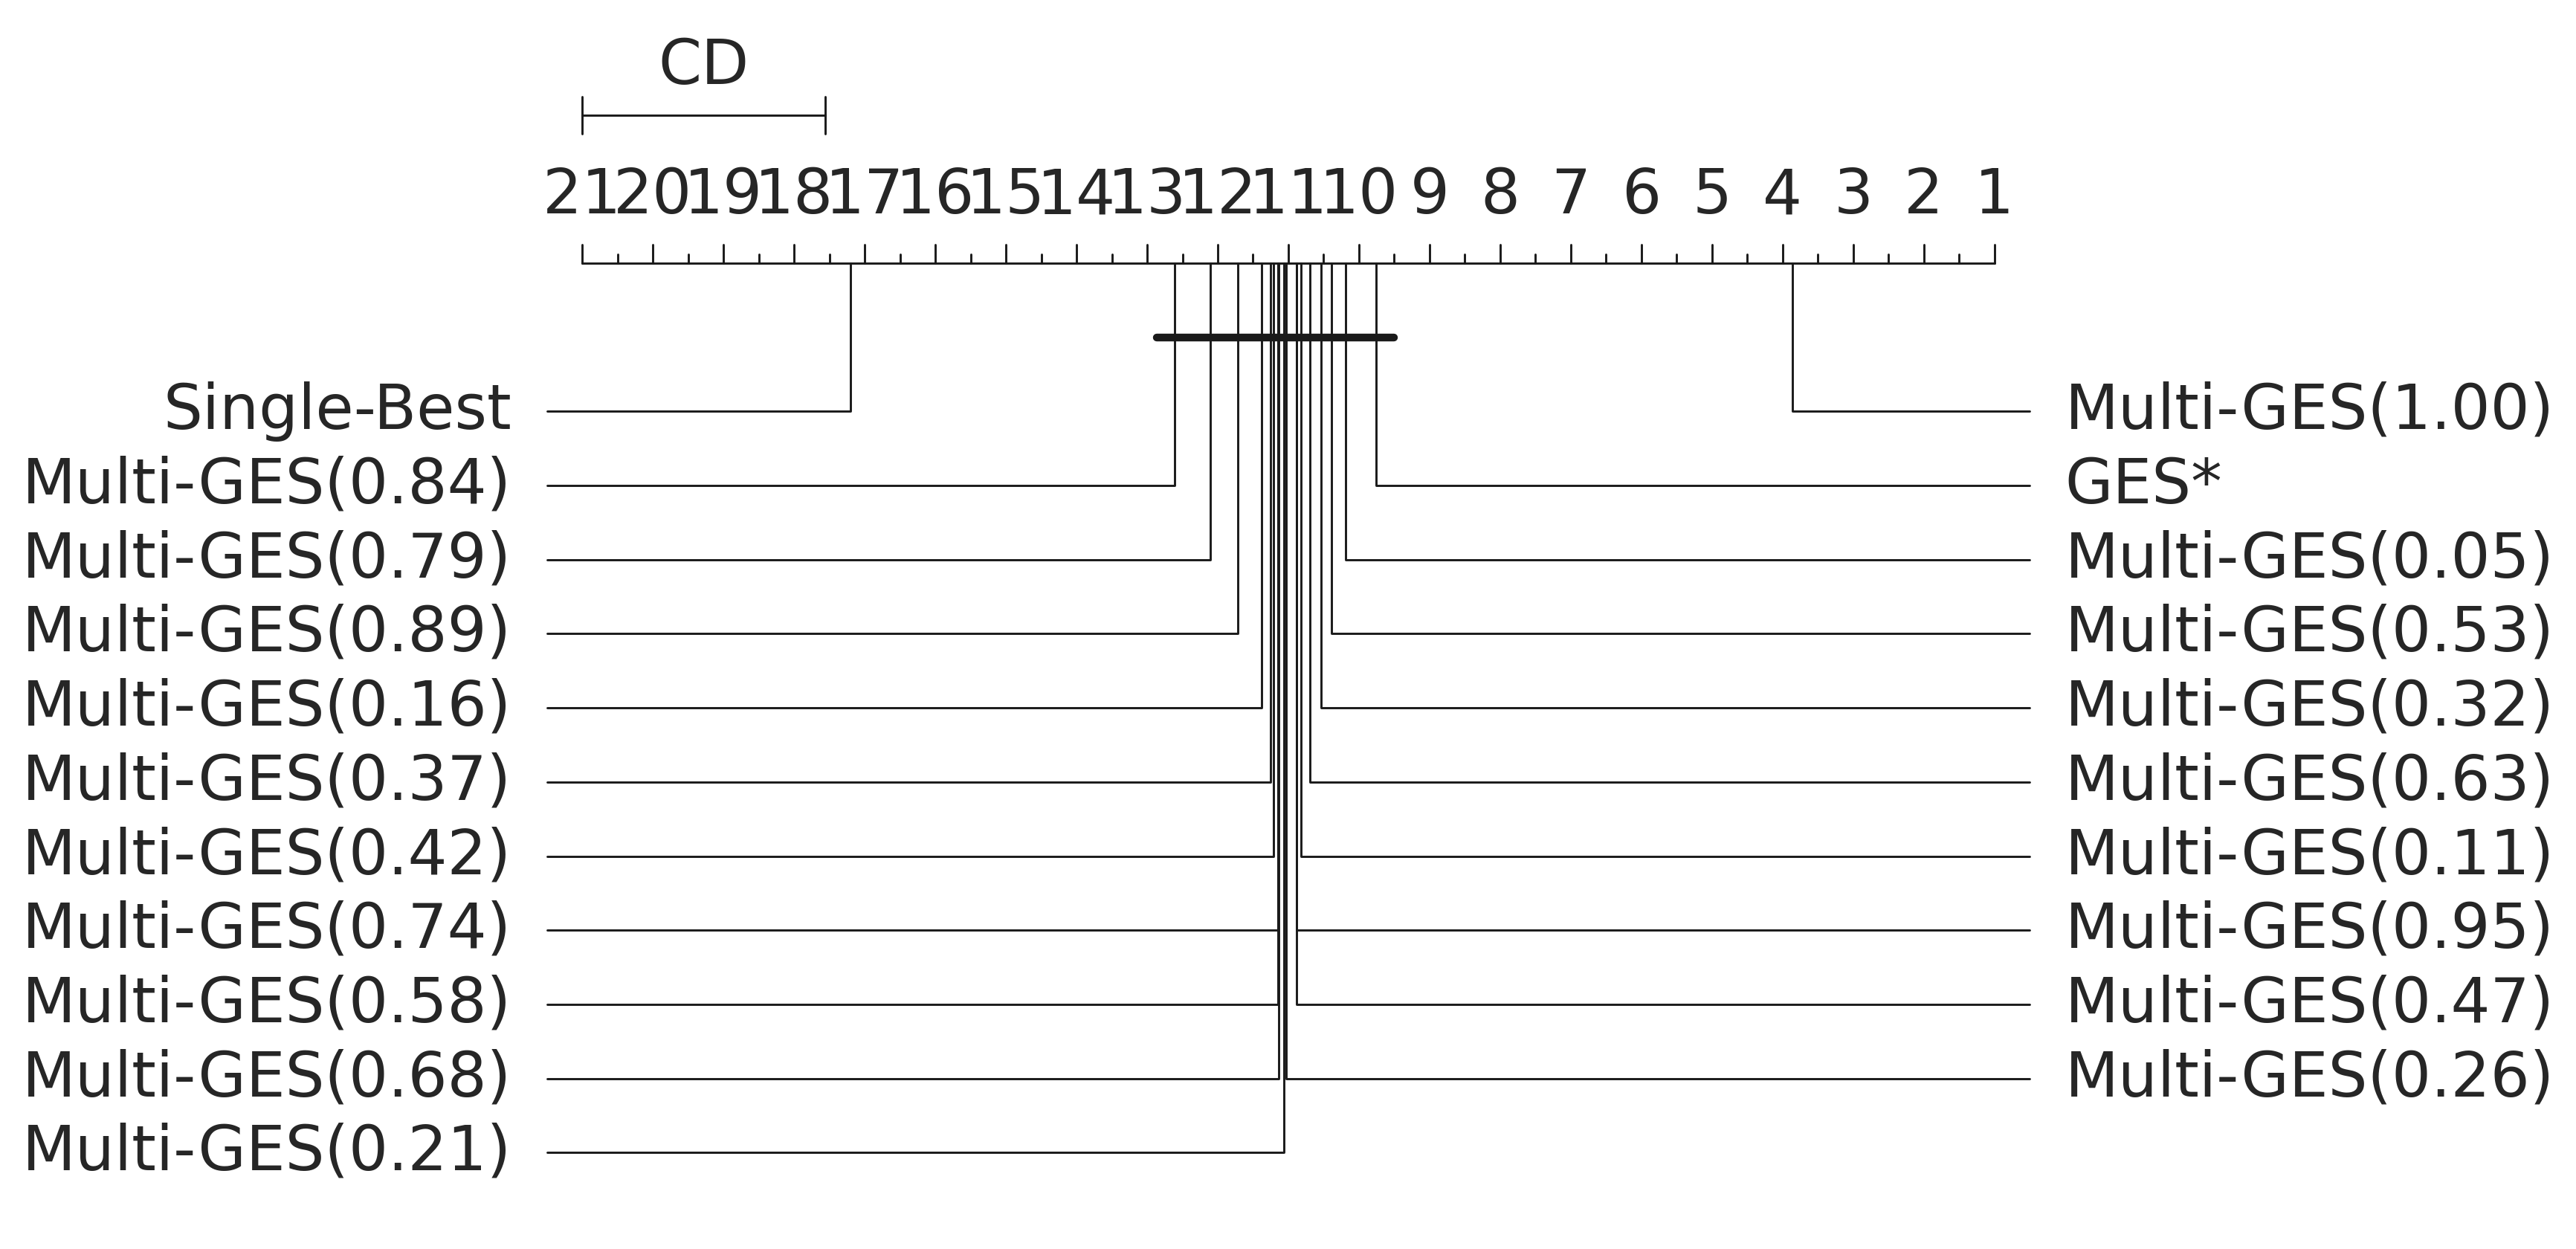 CD
21 20 19 18 17 16 15 14 13 12 11 10 9 8 7 6 5 4 3 2 1
Single-Best
Multi-GES(0.84)
Multi-GES(0.79)
Multi-GES(0.89)
Multi-GES(0.16)
Multi-GES(0.37)
Multi-GES(0.42)
Multi-GES(0.74)
Multi-GES(0.58)
Multi-GES(0.68)
Multi-GES(0.21)
Multi-GES(1.00)
GES*
Multi-GES(0.05)
Multi-GES(0.53)
Multi-GES(0.32)
Multi-GES(0.63)
Multi-GES(0.11)
Multi-GES(0.95)
Multi-GES(0.47)
Multi-GES(0.26)